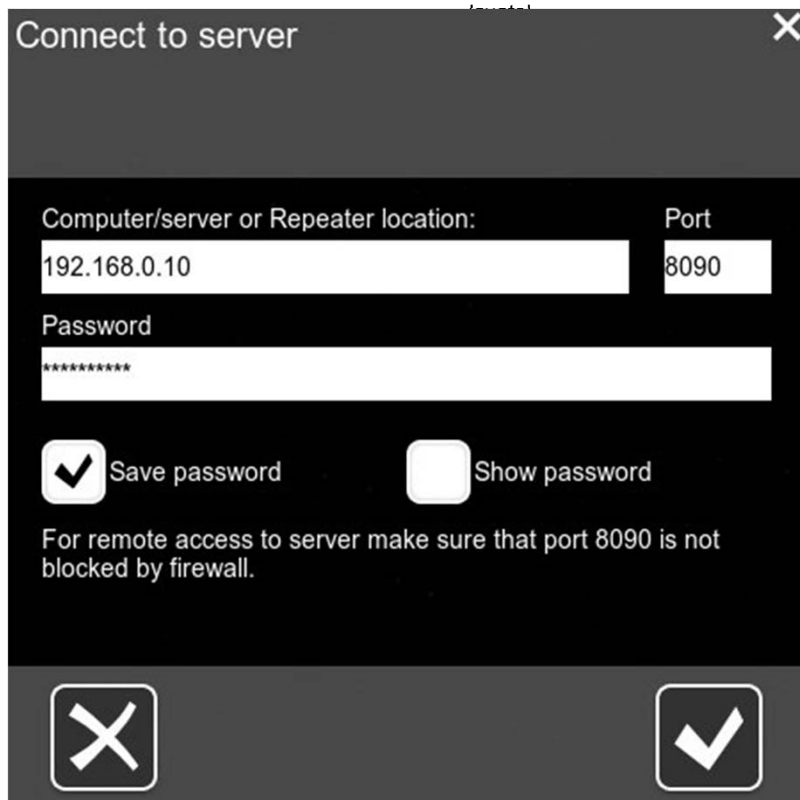 Connect to server
Computer/server or Repeater location:
Port
192.168.0.10
8090
Password
**********
Save password
Show password
For remote access to server make sure that port 8090 is not
blocked by firewall.